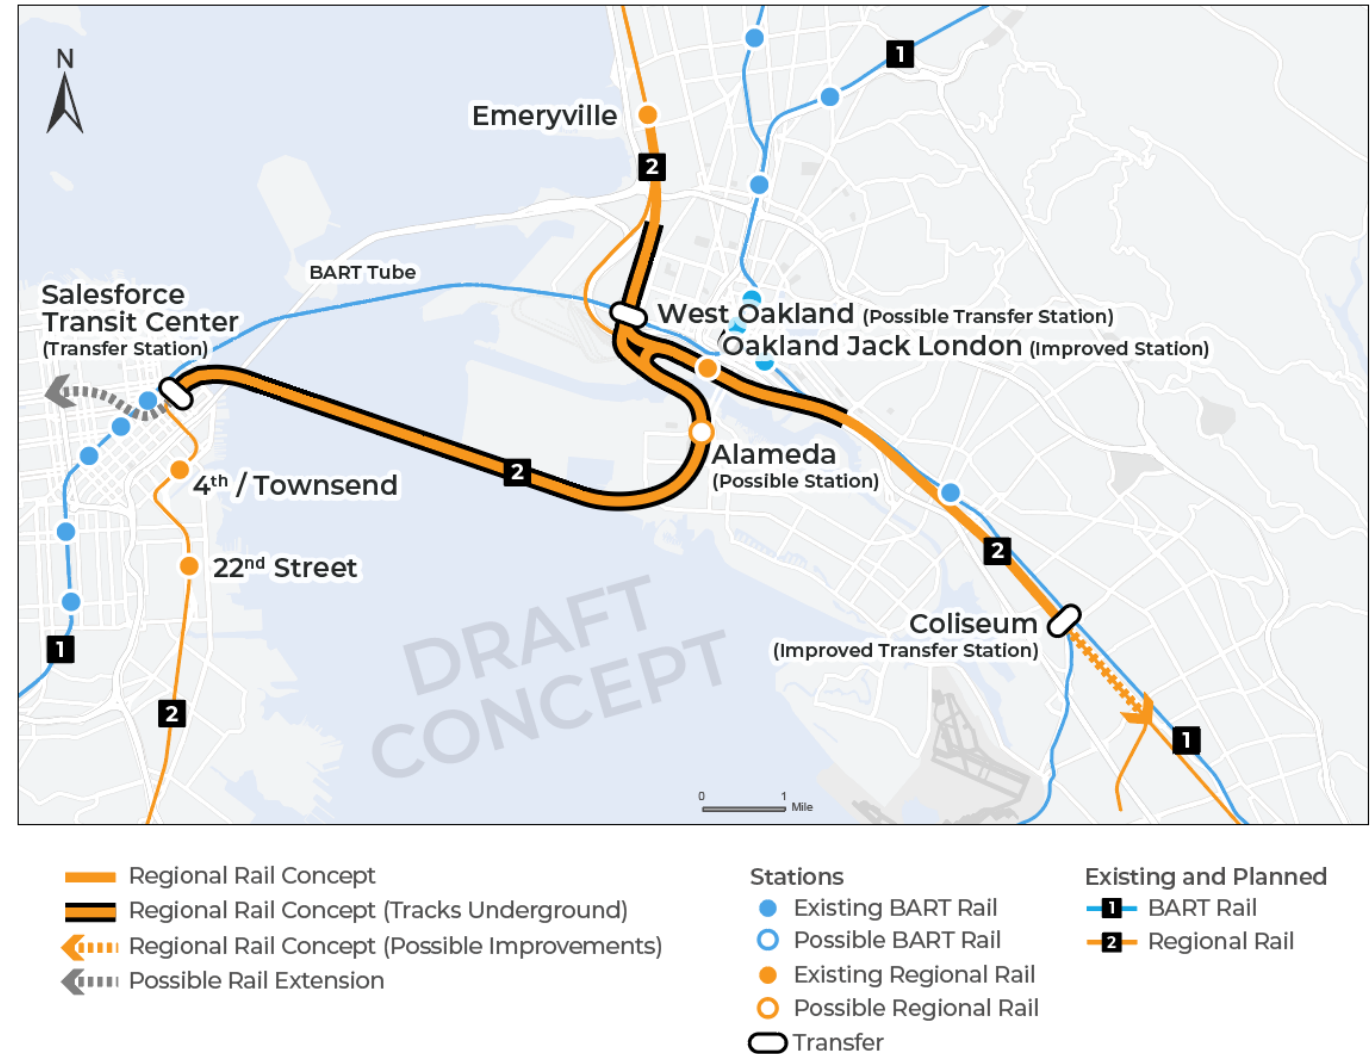 N
1
Emeryville
2
BART Tube
Salesforce
Transit Center
(Transfer Station)
West Oakland (Possible Transfer Station)
Oakland Jack London (Improved Station)
2
Alameda
(Possible Station)
4th / Townsend
22nd Street
2
Coliseum
(Improved Transfer Station)
1
2
1
DRAFT
CONCEPT
0 1
Mile
Regional Rail Concept
Regional Rail Concept (Tracks Underground)
Regional Rail Concept (Possible Improvements)
Possible Rail Extension
Stations
Existing BART Rail
Possible BART Rail
Existing Regional Rail
Possible Regional Rail
Transfer
Existing and Planned
1 BART Rail
2 Regional Rail